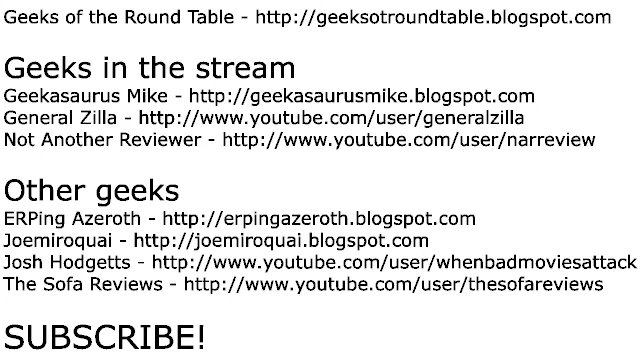 Geeks of the Round Table - http://geeksotroundtable.blogspot.com
Geeks in the stream
Geekasaurus Mike - http://geekasaurusmike.blogspot.com
General Zilla - http://www.youtube.com/user/generalzilla
Not Another Reviewer - http://www.youtube.com/user/narreview
Other geeks
ERPing Azeroth - http://erpingazeroth.blogspot.com
Joemiroquai - http://joemiroquai.blogspot.com
Josh Hodgetts - http://www.youtube.com/user/whenbadmoviesattack
The Sofa Reviews - http://www.youtube.com/user/thesofareviews
SUBSCRIBE!